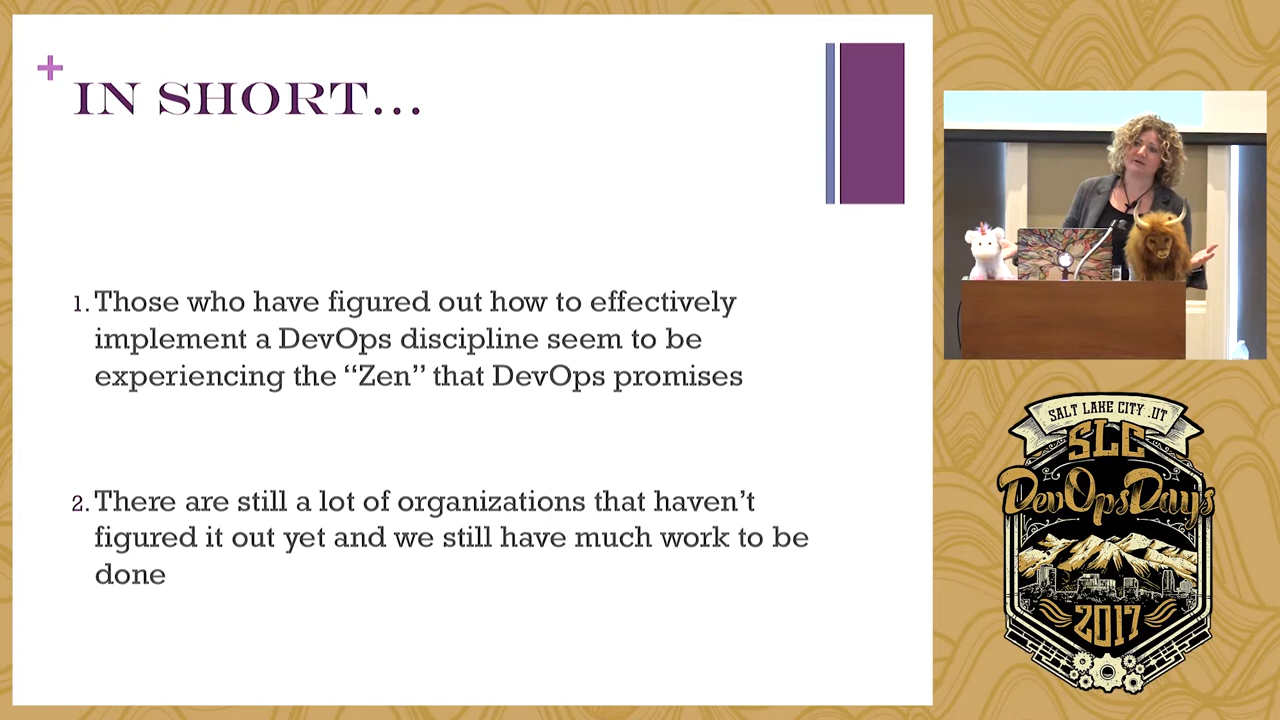 +
IN SHORT...
1. Those who have figured out how to effectively
implement a DevOps discipline seem to be
experiencing the “Zen” that DevOps promises
2. There are still a lot of organizations that haven’t
figured it out yet and we still have much work to be
done
SALT LAKE CITY .UT
SLC
DevOpsDays
2017